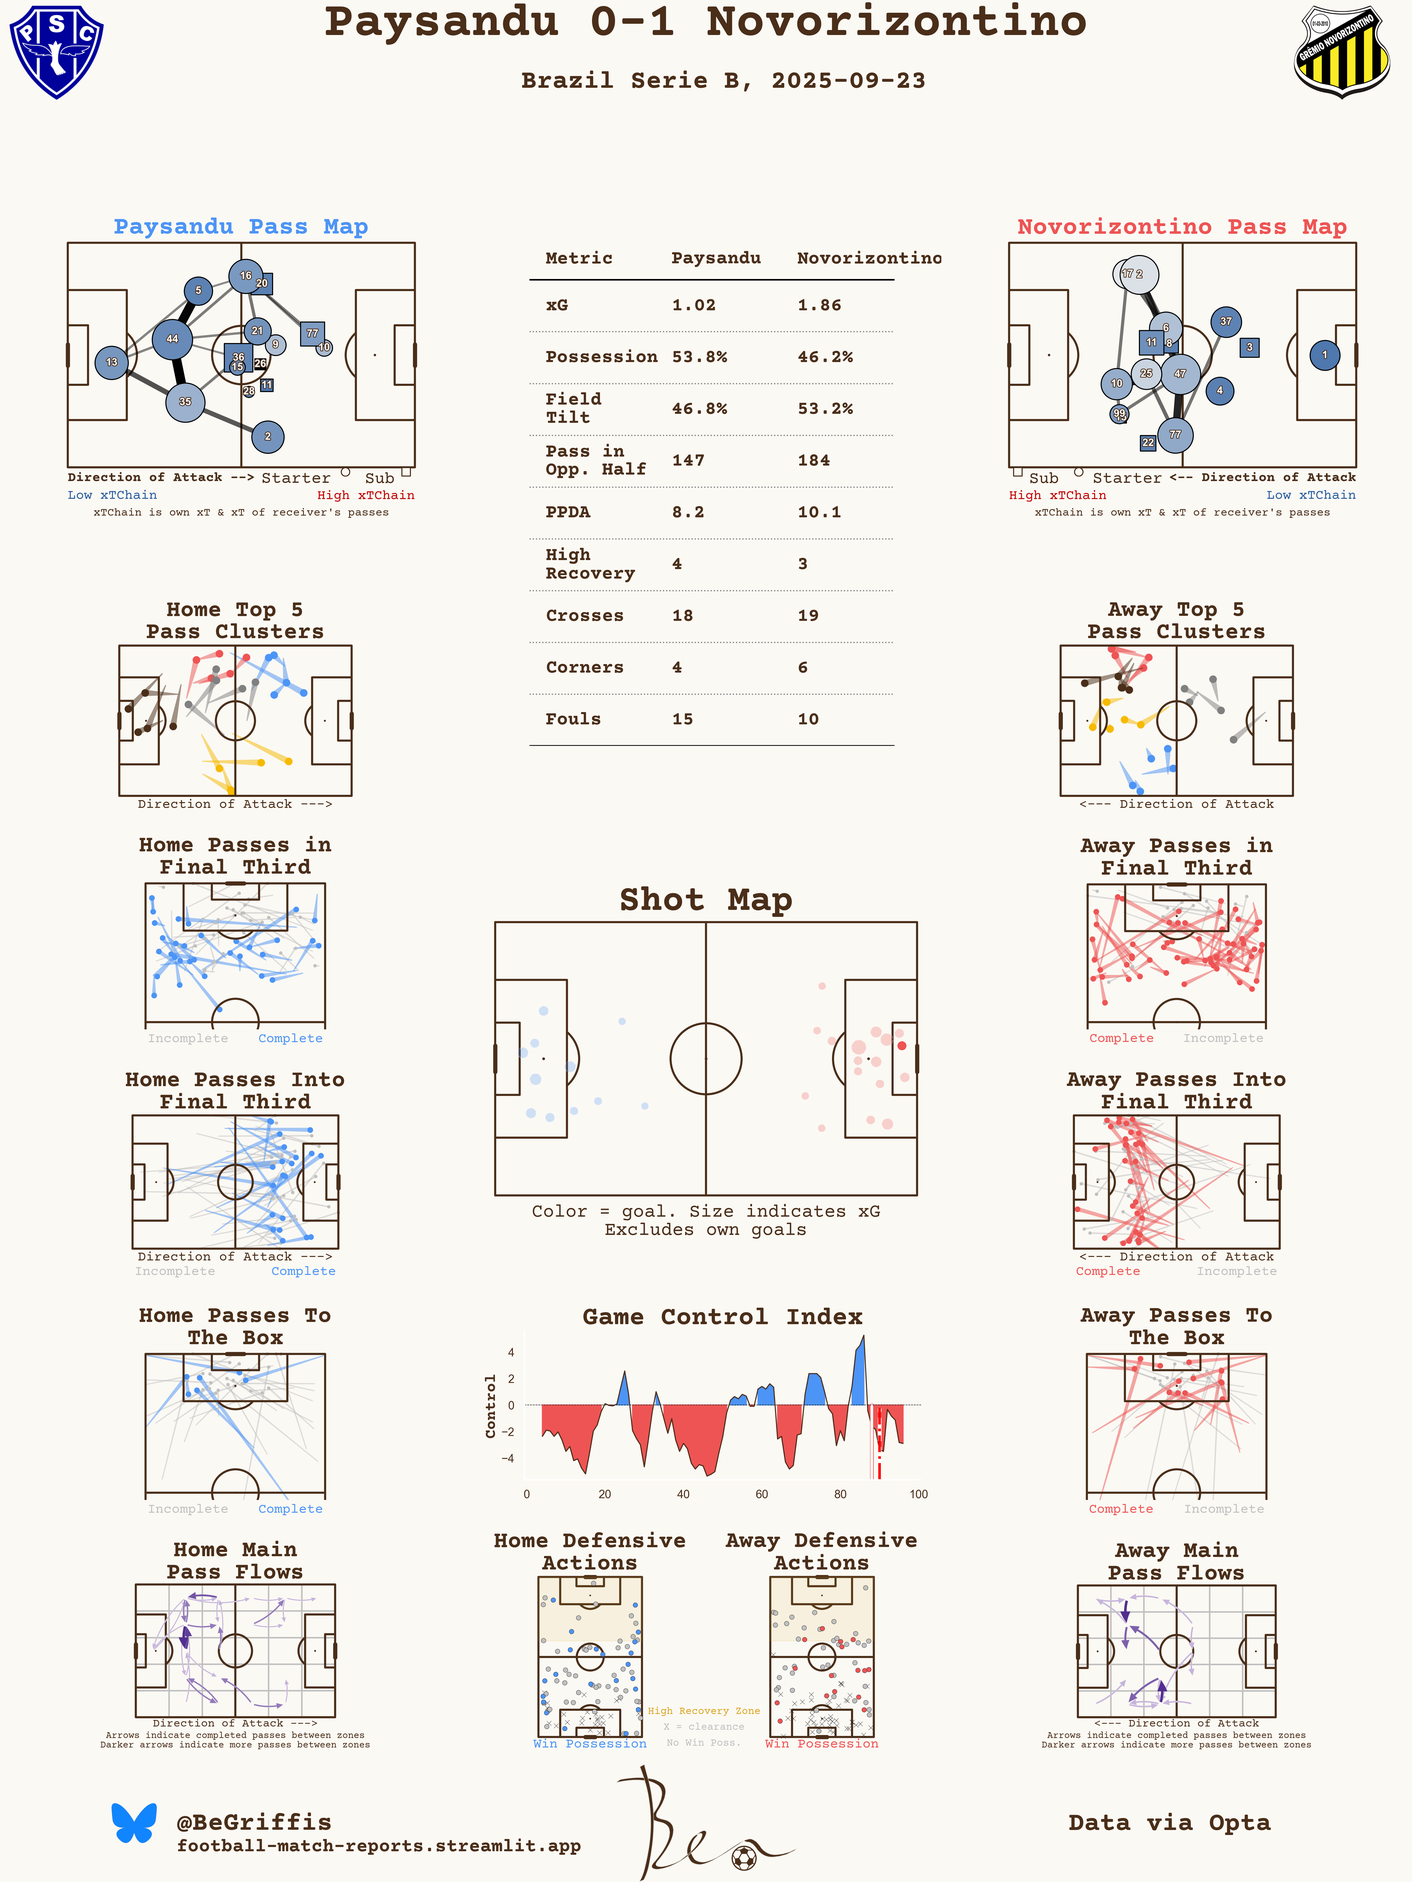 Paysandu 0-1 Novorizontino
Brazil Serie B, 2025-09-23
P S C
01-03-2010
GRÊMIO NOVORIZONTINO
Paysandu Pass Map
16
20
5
21
77
44
9
10
13
36
15
26
11
28
35
2
Direction of Attack --> Starter Sub
Low xTChain High xTChain
xTChain is own xT & xT of receiver's passes
Metric Paysandu Novorizontino
xG 1.02 1.86
Possession 53.8% 46.2%
Field
Tilt 46.8% 53.2%
Pass in
Opp. Half 147 184
PPDA 8.2 10.1
High
Recovery 4 3
Crosses 18 19
Corners 4 6
Fouls 15 10
Novorizontino Pass Map
17 2
6
37
11
8
3
1
25
47
10
4
99
77
22
Sub Starter <-- Direction of Attack
High xTChain Low xTChain
xTChain is own xT & xT of receiver's passes
Home Top 5
Pass Clusters
Direction of Attack --->
Away Top 5
Pass Clusters
<--- Direction of Attack
Home Passes in
Final Third
Incomplete Complete
Away Passes in
Final Third
Complete Incomplete
Shot Map
Color = goal. Size indicates xG
Excludes own goals
Home Passes Into
Final Third
Direction of Attack --->
Incomplete Complete
Away Passes Into
Final Third
<--- Direction of Attack
Complete Incomplete
Home Passes To
The Box
Incomplete Complete
Game Control Index
Control
4
2
0
−2
−4
0 20 40 60 80 100
Away Passes To
The Box
Complete Incomplete
Home Main
Pass Flows
Direction of Attack --->
Arrows indicate completed passes between zones
Darker arrows indicate more passes between zones
Home Defensive
Actions
Win Possession
High Recovery Zone
X = clearance
No Win Poss.
Away Defensive
Actions
Win Possession
Away Main
Pass Flows
<--- Direction of Attack
Arrows indicate completed passes between zones
Darker arrows indicate more passes between zones
@BeGriffis
football-match-reports.streamlit.app
Ben
Data via Opta